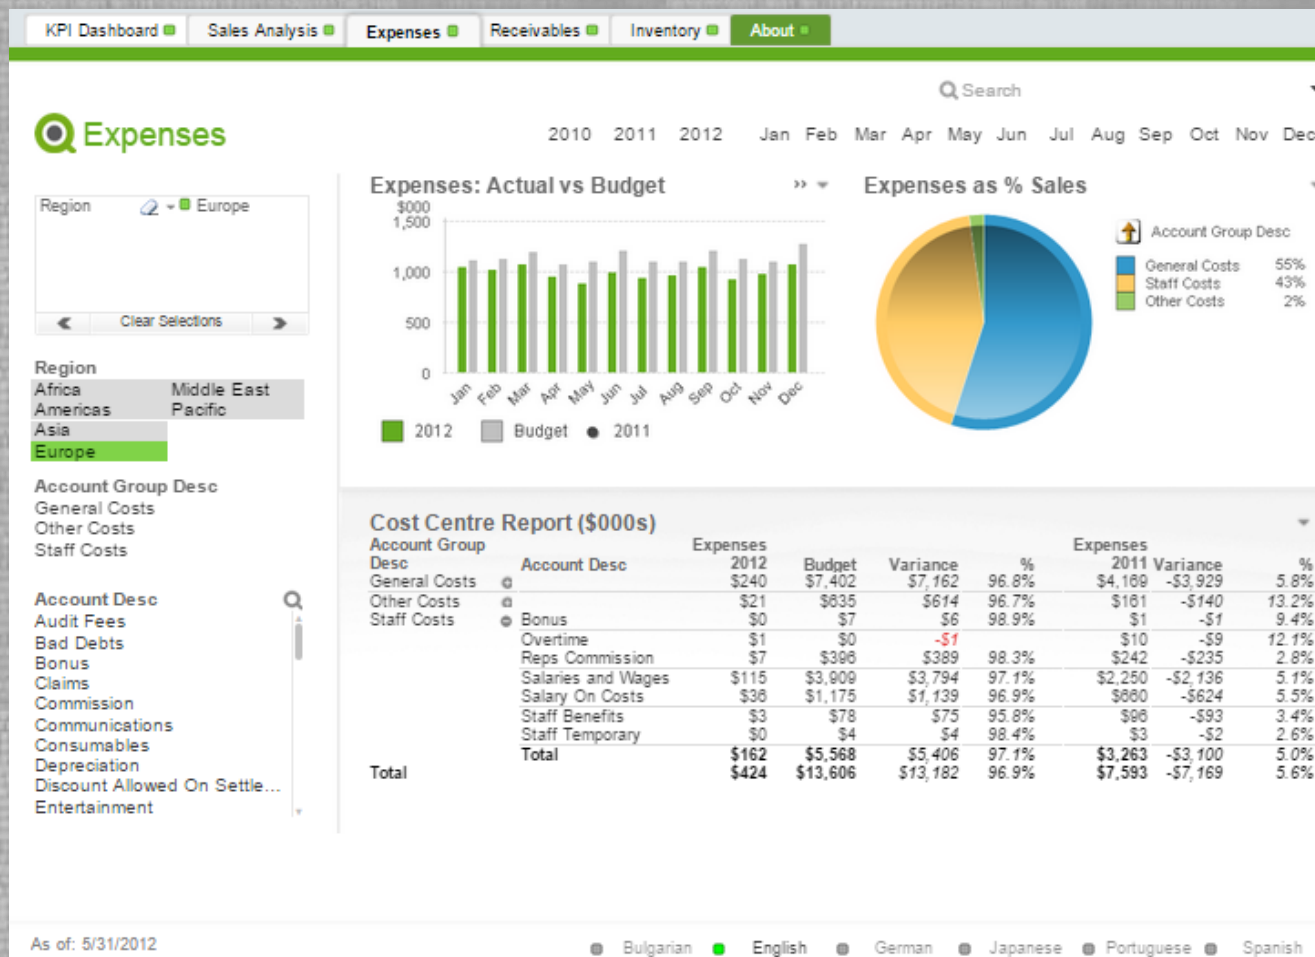 KPI Dashboard Sales Analysis Expenses Receivables Inventory About
Search
Expenses
2010 2011 2012 Jan Feb Mar Apr May Jun Jul Aug Sep Oct Nov Dec
Region Europe
Clear Selections
Region
Africa Middle East
Americas Pacific
Asia
Europe
Account Group Desc
General Costs
Other Costs
Staff Costs
Account Desc
Audit Fees
Bad Debts
Bonus
Claims
Commission
Communications
Consumables
Depreciation
Discount Allowed On Settle...
Entertainment
Expenses: Actual vs Budget
$000
1,500
1,000
500
0
Jan Feb Mar Apr May Jun Jul Aug Sep Oct Nov Dec
2012 Budget 2011
Expenses as % Sales
Account Group Desc
General Costs 55%
Staff Costs 43%
Other Costs 2%
Cost Centre Report ($000s)
Account Group Expenses Expenses
Desc Account Desc 2012 Budget Variance % 2011 Variance %
General Costs $240 $7,402 $7,162 96.8% $4,169 -$3,929 5.8%
Other Costs $21 $635 $614 96.7% $161 -$140 13.2%
Staff Costs Bonus $0 $7 $6 98.9% $1 -$1 9.4%
Overtime $1 $0 -$1 $10 -$9 12.1%
Reps Commission $7 $396 $389 98.3% $242 -$235 2.8%
Salaries and Wages $115 $3,909 $3,794 97.1% $2,250 -$2,136 5.1%
Salary On Costs $36 $1,175 $1,139 96.9% $660 -$624 5.5%
Staff Benefits $3 $78 $75 95.8% $96 -$93 3.4%
Staff Temporary $0 $4 $4 98.4% $3 -$2 2.6%
Total $162 $5,568 $5,406 97.1% $3,263 -$3,100 5.0%
Total $424 $13,606 $13,182 96.9% $7,593 -$7,169 5.6%
As of: 5/31/2012
Bulgarian English German Japanese Portuguese Spanish